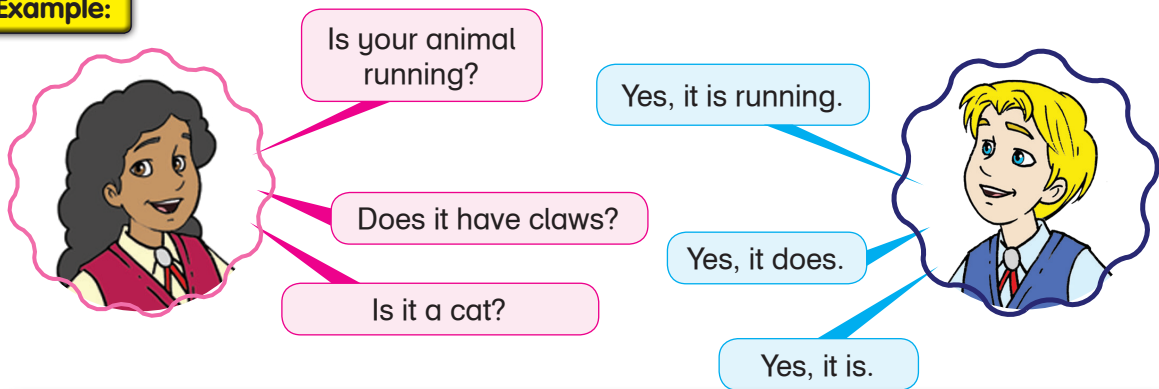 Example:
Is your animal
running?
Yes, it is running.
Does it have claws?
Yes, it does.
Is it a cat?
Yes, it is.